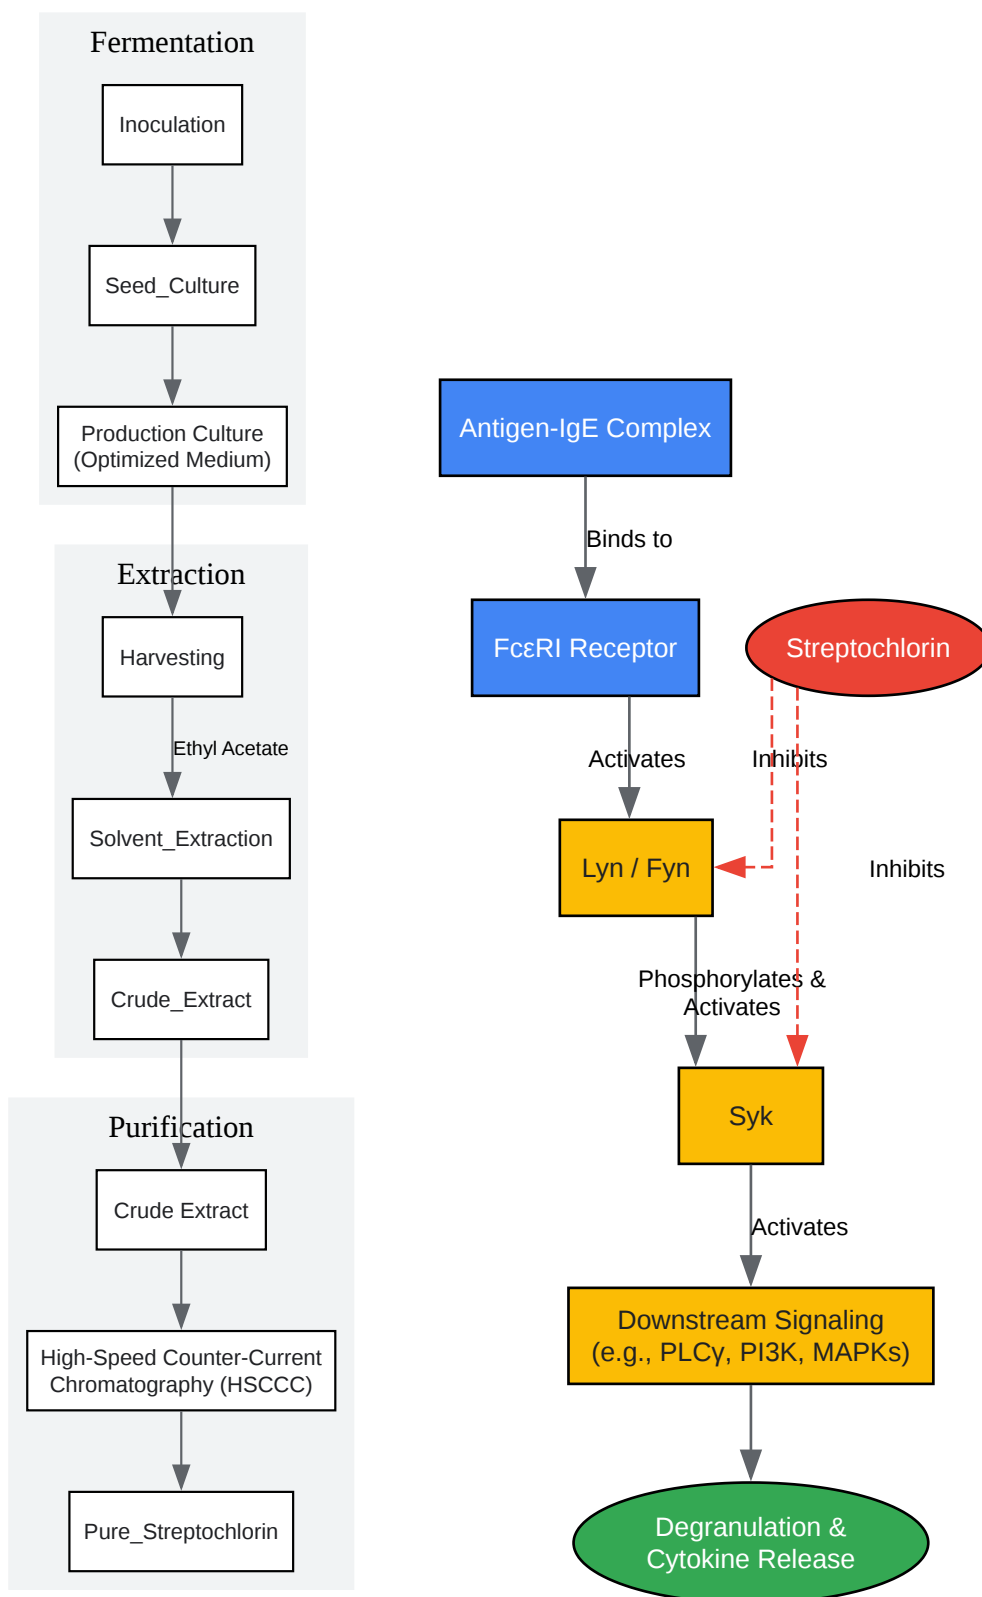 Fermentation
Inoculation
Seed_Culture
Production Culture
(Optimized Medium)
Extraction
Harvesting
Ethyl Acetate
Solvent_Extraction
Crude_Extract
Purification
Crude Extract
High-Speed Counter-Current
Chromatography (HSCCC)
Pure_Streptochlorin
Antigen-IgE Complex
Binds to
FcεRI Receptor
Streptochlorin
Activates
Inhibits
Lyn / Fyn
Inhibits
Phosphorylates &
Activates
Syk
Activates
Downstream Signaling
(e.g., PLCγ, PI3K, MAPKs)
Degranulation &
Cytokine Release